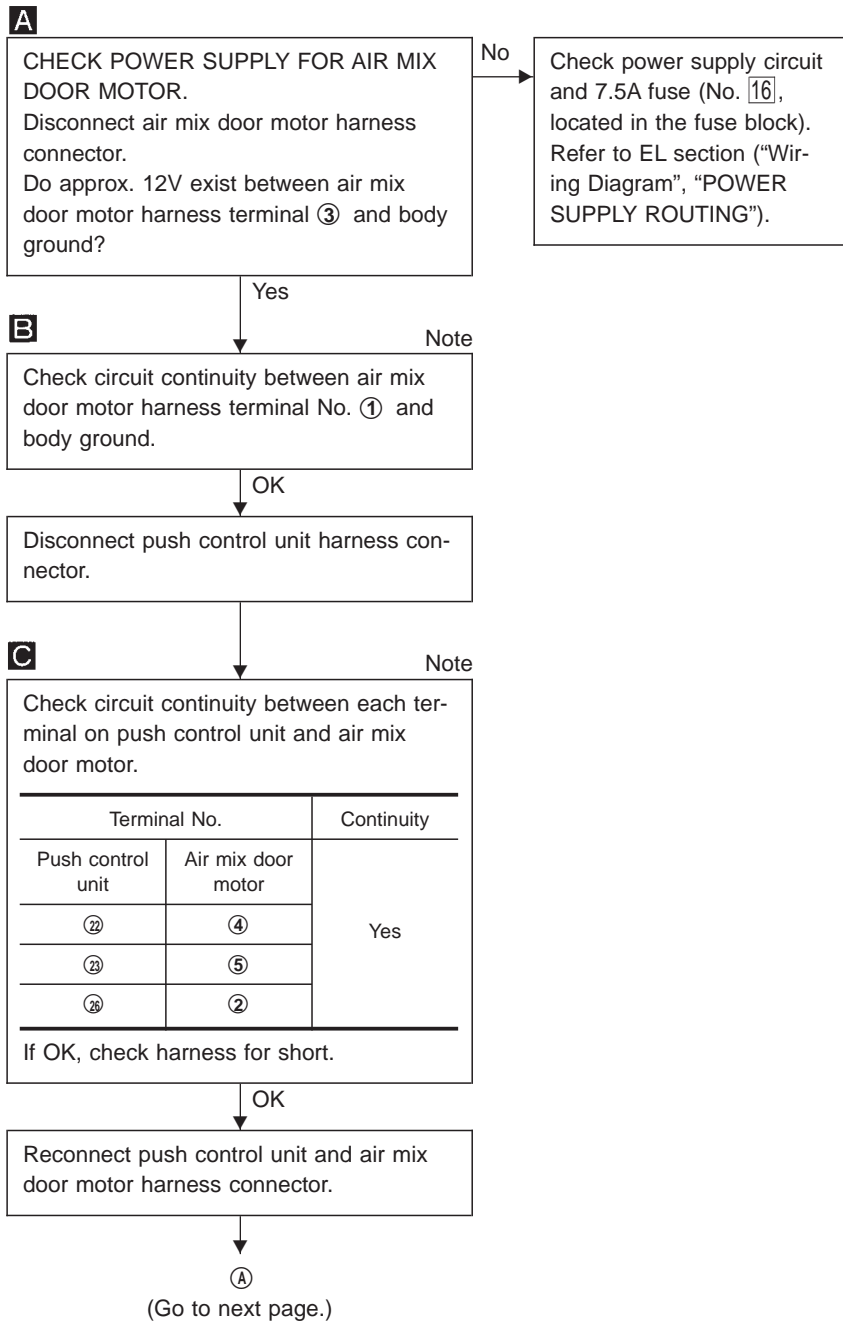 A
CHECK POWER SUPPLY FOR AIR MIX
DOOR MOTOR.
Disconnect air mix door motor harness
connector.
Do approx. 12V exist between air mix
door motor harness terminal ③ and body
ground?
No
Check power supply circuit
and 7.5A fuse (No. 16,
located in the fuse block).
Refer to EL section (“Wir-
ing Diagram”, “POWER
SUPPLY ROUTING”).
Yes
B
Note
Check circuit continuity between air mix
door motor harness terminal No. ① and
body ground.
OK
Disconnect push control unit harness con-
nector.
C
Note
Check circuit continuity between each ter-
minal on push control unit and air mix
door motor.
Terminal No.
Continuity
Push control
unit
Air mix door
motor
㉒ ④
Yes
㉓ ⑤
㉖ ②
If OK, check harness for short.
OK
Reconnect push control unit and air mix
door motor harness connector.
Ⓐ
(Go to next page.)